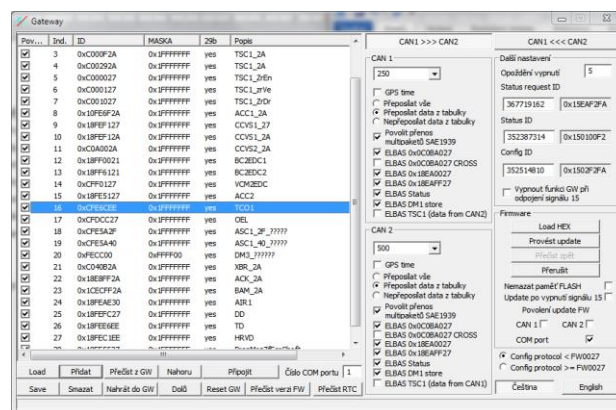 Gateway
Pov... Ind. ID MASKA 29b Popis
3 0xC000F2A 0x1FFFFFFF yes TSC1_2A
4 0xC00292A 0x1FFFFFFF yes TSC1_2A
5 0xC000027 0x1FFFFFFF yes TSC1_ZrEn
6 0xC000127 0x1FFFFFFF yes TSC1_zrVe
7 0xC001027 0x1FFFFFFF yes TSC1_ZrDr
8 0x10FE6F2A 0x1FFFFFFF yes ACC1_2A
9 0x18FEF127 0x1FFFFFFF yes CCVS1_27
10 0x18FEF12A 0x1FFFFFFF yes CCVS1_2A
11 0xC0A002A 0x1FFFFFFF yes CCVS2_2A
12 0x18FF0021 0x1FFFFFFF yes BC2EDC1
13 0x18FF6121 0x1FFFFFFF yes BC2EDC2
14 0xCFF0127 0x1FFFFFFF yes VCM2EDC
15 0x18FE5127 0x1FFFFFFF yes ACC2
16 0xCFE6CEE 0x1FFFFFFF yes TCO1
17 0xCFDCC27 0x1FFFFFFF yes OEL
18 0xCFE5A2F 0x1FFFFFFF yes ASC1_2F_?????
19 0xCFE5A40 0x1FFFFFFF yes ASC1_40_?????
20 0xFECC00 0xFFFF00 yes DM3_??????
21 0xC040B2A 0x1FFFFFFF yes XBR_2A
22 0x18E8FF2A 0x1FFFFFFF yes ACK_2A
23 0x1CECFF2A 0x1FFFFFFF yes BAM_2A
24 0x18FEAE30 0x1FFFFFFF yes AIR1
25 0x18FEFC27 0x1FFFFFFF yes DD
26 0x18FEE6EE 0x1FFFFFFF yes TD
27 0x18FEC1EE 0x1FFFFFFF yes HRVD
Load Přidat Přečíst z GW Nahoru Připojit Číslo COM portu 1
Save Smazat Nahrát do GW Dolů Reset GW Přečíst verzi FW Přečíst RTC
CAN1 >>> CAN2
CAN 1
250
GPS time
Přeposílat vše
Přeposílat data z tabulky
Nepřeposílat data z tabulky
Povolit přenos
multipaketů SAE1939
ELBAS 0x0C0BA027
ELBAS 0x0C0BA027 CROSS
ELBAS 0x18EA0027
ELBAS 0x18EAFF27
ELBAS Status
ELBAS DM1 store
ELBAS TSC1 (data from CAN2)
CAN 2
500
GPS time
Přeposílat vše
Přeposílat data z tabulky
Nepřeposílat data z tabulky
Povolit přenos
multipaketů SAE1939
ELBAS 0x0C0BA027
ELBAS 0x0C0BA027 CROSS
ELBAS 0x18EA0027
ELBAS 0x18EAFF27
ELBAS Status
ELBAS DM1 store
ELBAS TSC1 (data from CAN1)
CAN1 <<< CAN2
Další nastavení
Opoždění vypnutí 5
Status request ID
367719162 0x15EAF2FA
Status ID
352387314 0x150100F2
Config ID
352514810 0x1502F2FA
Vypnout funkci GW při
odpojení signálu 15
Firmware
Load HEX
Provést update
Přečíst zpět
Přerušit
Nemazat paměť FLASH
Update po vypnutí signálu 15
Povolení update FW
CAN 1 CAN 2
COM port
Config protocol < FW0027
Config protocol >= FW0027
Čeština English